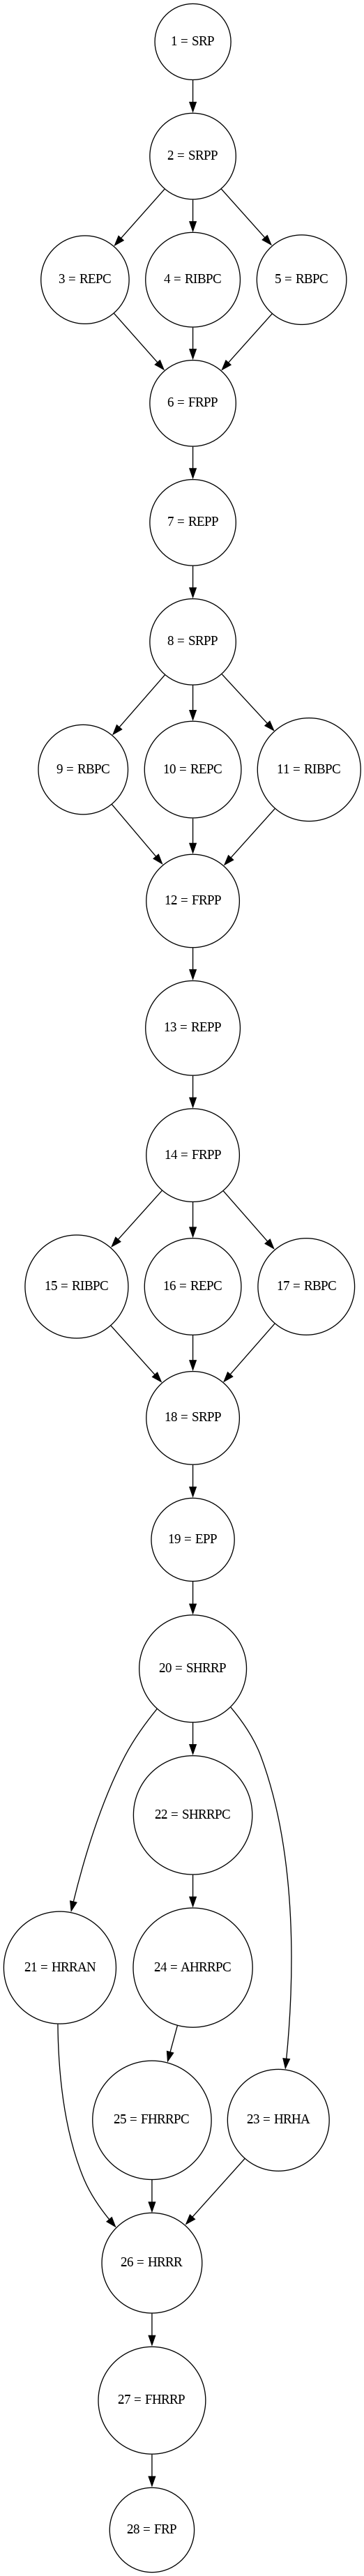 1 = SRP
2 = SRPP
3 = REPC
4 = RIBPC
5 = RBPC
6 = FRPP
7 = REPP
8 = SRPP
9 = RBPC
10 = REPC
11 = RIBPC
12 = FRPP
13 = REPP
14 = FRPP
15 = RIBPC
16 = REPC
17 = RBPC
18 = SRPP
19 = EPP
20 = SHRRP
22 = SHRRPC
21 = HRRAN
24 = AHRRPC
25 = FHRRPC
23 = HRHA
26 = HRRR
27 = FHRRP
28 = FRP